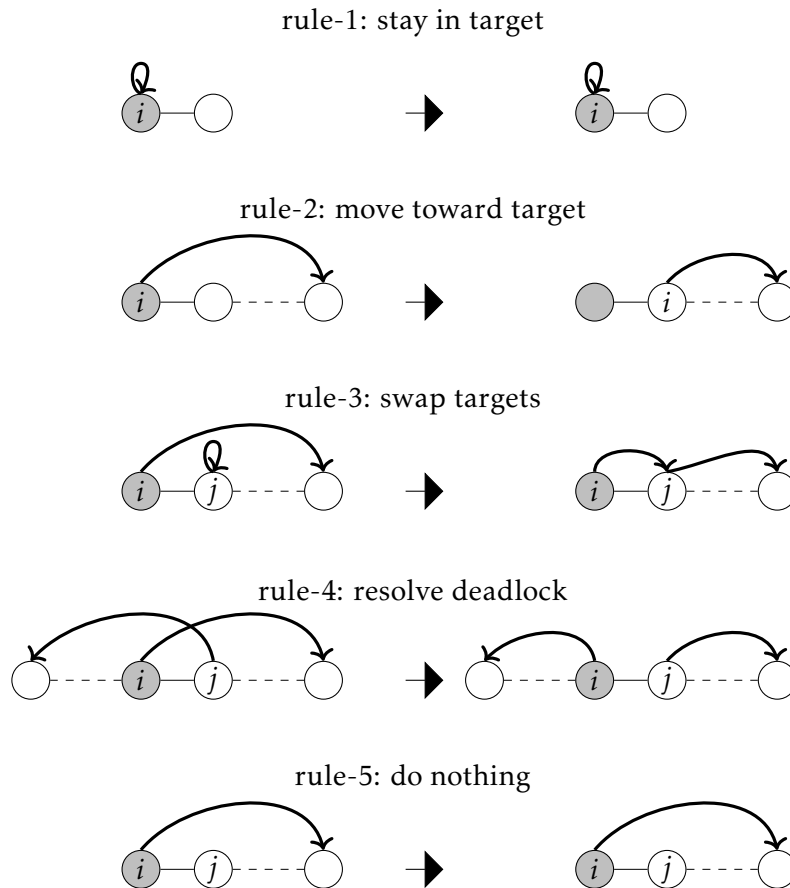 rule-1: stay in target
i i
rule-2: move toward target
i i
rule-3: swap targets
i j i j
rule-4: resolve deadlock
i j i j
rule-5: do nothing
i j i j